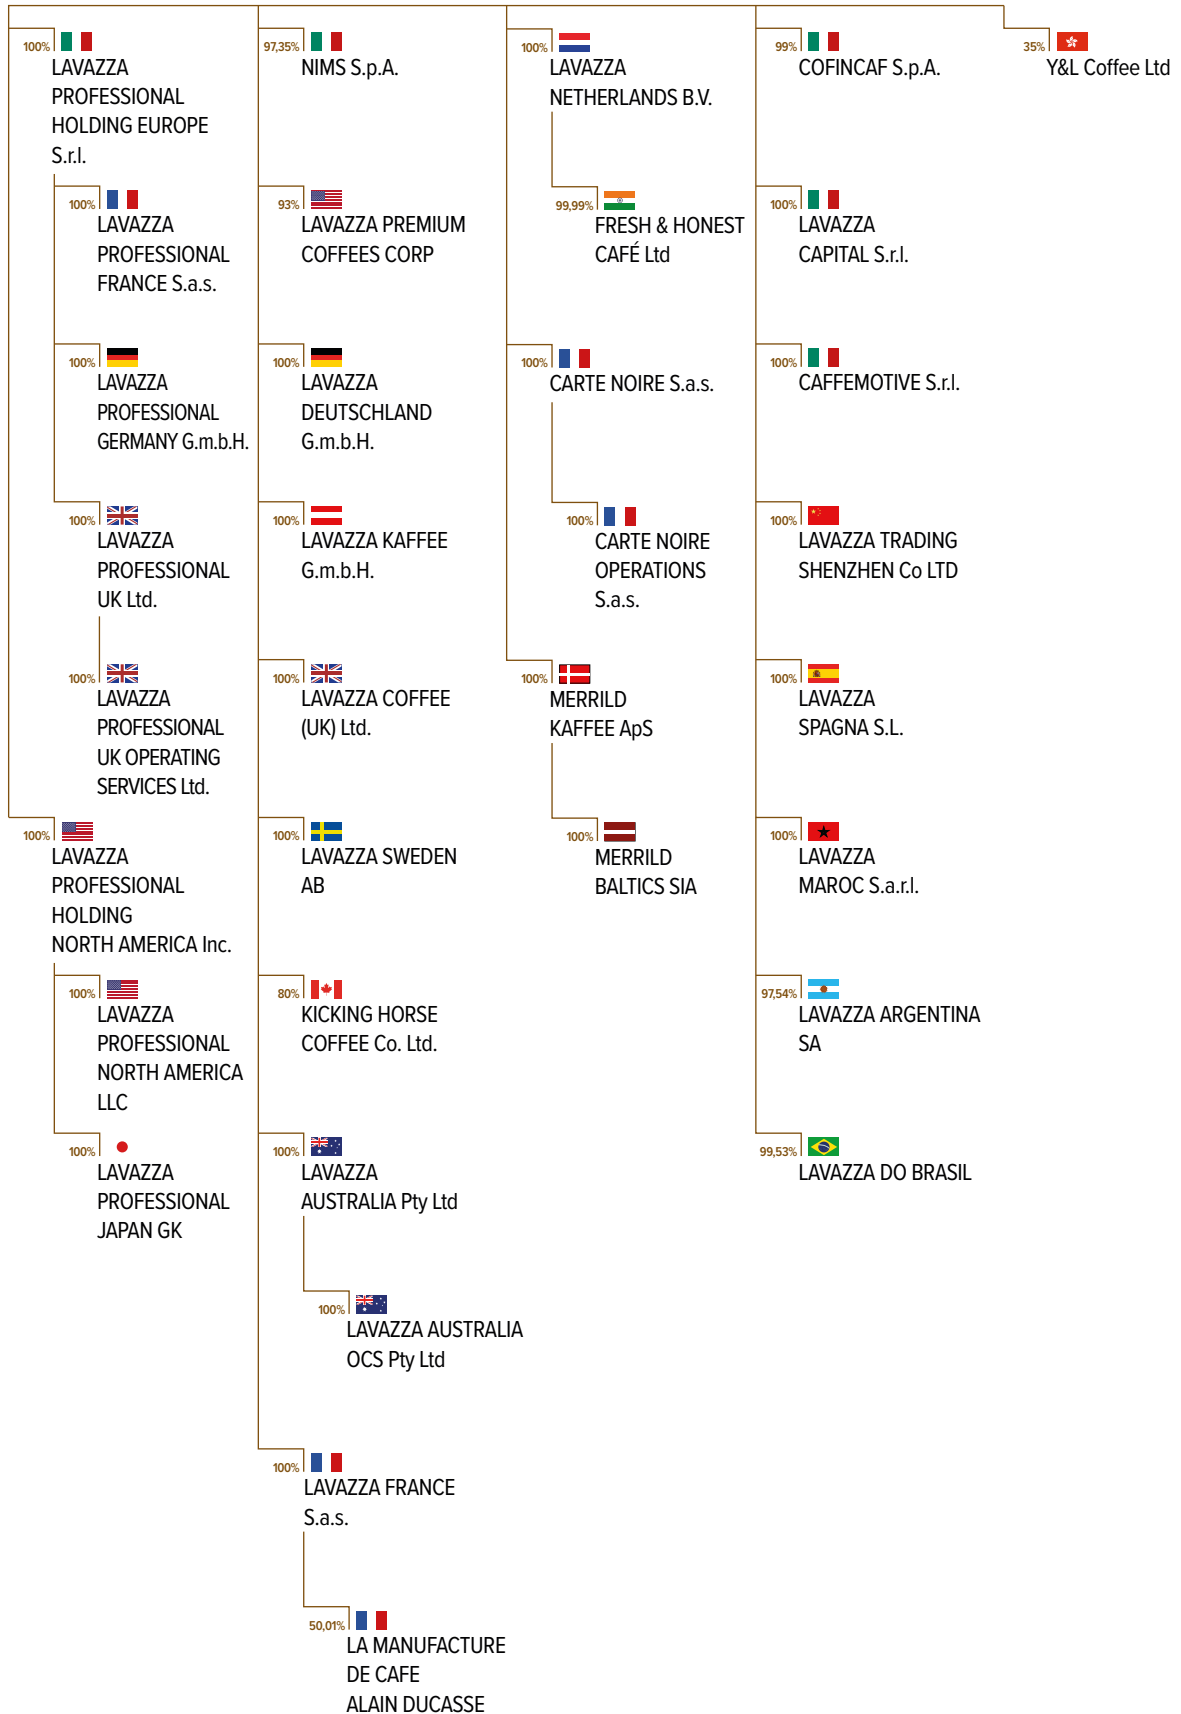 100%
LAVAZZA
PROFESSIONAL
HOLDING EUROPE
S.r.l.
100%
LAVAZZA
PROFESSIONAL
FRANCE S.a.s.
100%
LAVAZZA
PROFESSIONAL
GERMANY G.m.b.H.
100%
LAVAZZA
PROFESSIONAL
UK Ltd.
100%
LAVAZZA
PROFESSIONAL
UK OPERATING
SERVICES Ltd.
100%
LAVAZZA
PROFESSIONAL
HOLDING
NORTH AMERICA Inc.
100%
LAVAZZA
PROFESSIONAL
NORTH AMERICA
LLC
100%
LAVAZZA
PROFESSIONAL
JAPAN GK
97,35%
NIMS S.p.A.
93%
LAVAZZA PREMIUM
COFFEES CORP
100%
LAVAZZA
DEUTSCHLAND
G.m.b.H.
100%
LAVAZZA KAFFEE
G.m.b.H.
100%
LAVAZZA COFFEE
(UK) Ltd.
100%
LAVAZZA SWEDEN
AB
80%
KICKING HORSE
COFFEE Co. Ltd.
100%
LAVAZZA
AUSTRALIA Pty Ltd
100%
LAVAZZA AUSTRALIA
OCS Pty Ltd
100%
LAVAZZA FRANCE
S.a.s.
50,01%
LA MANUFACTURE
DE CAFE
ALAIN DUCASSE
100%
LAVAZZA
NETHERLANDS B.V.
99,99%
FRESH & HONEST
CAFÉ Ltd
100%
CARTE NOIRE S.a.s.
100%
CARTE NOIRE
OPERATIONS
S.a.s.
100%
MERRILD
KAFFEE ApS
100%
MERRILD
BALTICS SIA
99%
COFINCAF S.p.A.
100%
LAVAZZA
CAPITAL S.r.l.
100%
CAFFEMOTIVE S.r.l.
100%
LAVAZZA TRADING
SHENZHEN Co LTD
100%
LAVAZZA
SPAGNA S.L.
100%
LAVAZZA
MAROC S.a.r.l.
97,54%
LAVAZZA ARGENTINA
SA
99,53%
LAVAZZA DO BRASIL
35%
Y&L Coffee Ltd